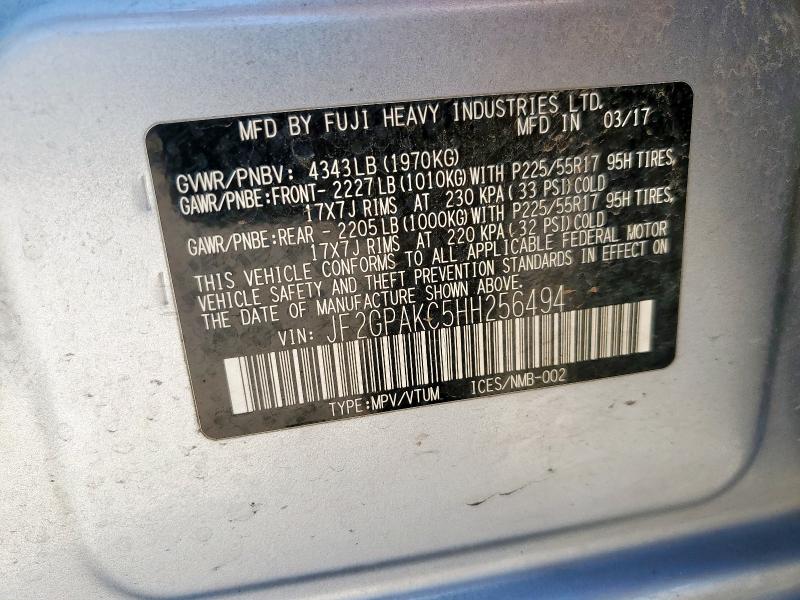 MFD BY FUJI HEAVY INDUSTRIES LTD.
MFD IN 03/17
GVWR/PNBV: 4343LB (1970KG)
GAWR/PNBE:FRONT- 2227LB(1010KG)WITH P225/55R17 95H TIRES,
17X7J RIMS AT 230 KPA(33 PSI)COLD
GAWR/PNBE:REAR - 2205LB(1000KG)WITH P225/55R17 95H TIRES,
17X7J RIMS AT 220 KPA(32 PSI)COLD
THIS VEHICLE CONFORMS TO ALL APPLICABLE FEDERAL MOTOR
VEHICLE SAFETY AND THEFT PREVENTION STANDARDS IN EFFECT ON
THE DATE OF MANUFACTURE SHOWN ABOVE.
VIN: JF2GPAKC5HH256494
TYPE:MPV/VTUM ICES/NMB-002